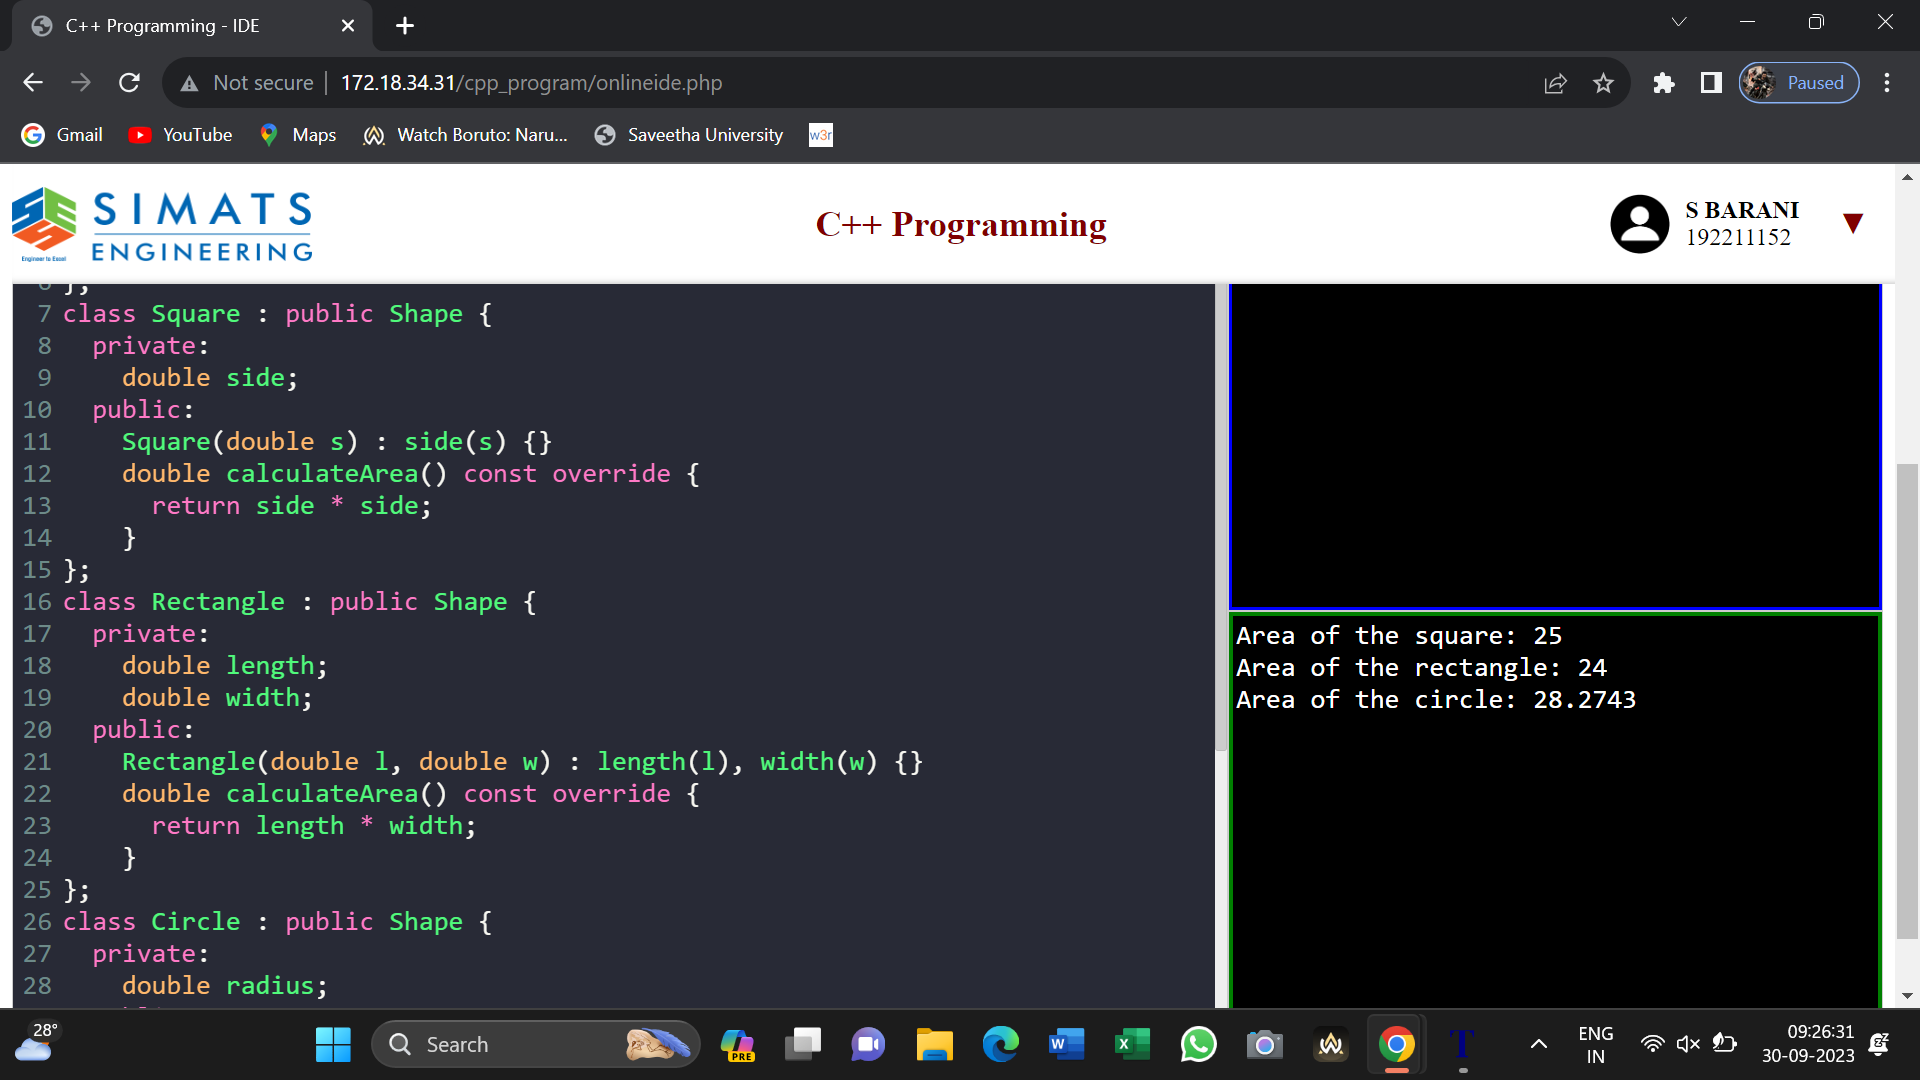 C++ Programming - IDE
Not secure 172.18.34.31/cpp_program/onlineide.php
Paused
Gmail YouTube Maps Watch Boruto: Naru... Saveetha University w3r
SIMATS
ENGINEERING
Engineer to Excel
C++ Programming
S BARANI
192211152
6 };
7 class Square : public Shape {
8 private:
9 double side;
10 public:
11 Square(double s) : side(s) {}
12 double calculateArea() const override {
13 return side * side;
14 }
15 };
16 class Rectangle : public Shape {
17 private:
18 double length;
19 double width;
20 public:
21 Rectangle(double l, double w) : length(l), width(w) {}
22 double calculateArea() const override {
23 return length * width;
24 }
25 };
26 class Circle : public Shape {
27 private:
28 double radius;
Area of the square: 25
Area of the rectangle: 24
Area of the circle: 28.2743
28°
Search
PRE
ENG
IN
09:26:31
30-09-2023